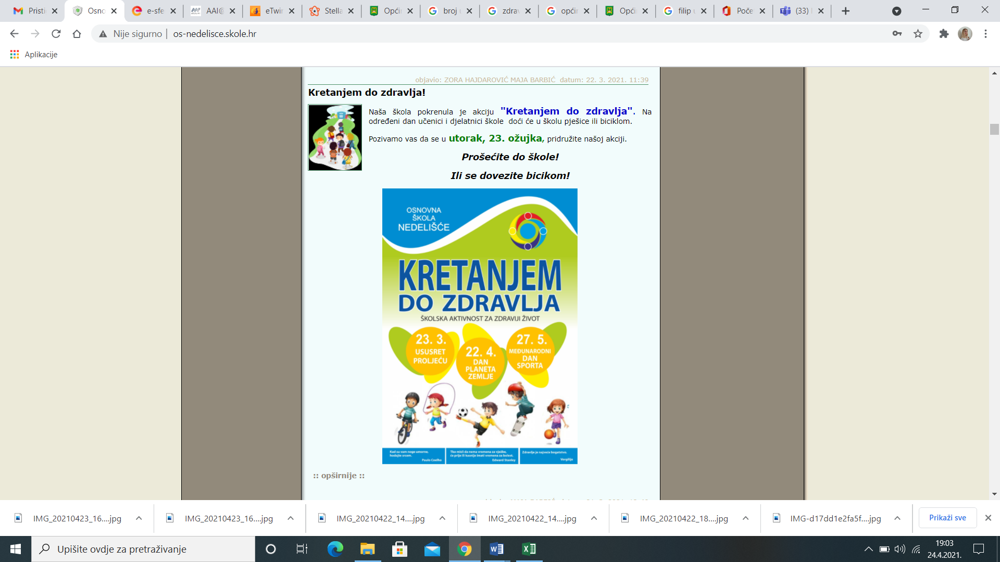 Pristi
Osno
e-sfe
AAI@
eTwin
Stella
Opći
broj u
zdrav
općin
Općin
filip u
Poče
(33)
Nije sigurno
os-nedelisce.skole.hr
Aplikacije
objavio: ZORA HAJDAROVIĆ MAJA BARBIĆ datum: 22. 3. 2021. 11:39
Kretanjem do zdravlja!
Naša škola pokrenula je akciju "Kretanjem do zdravlja". Na
određeni dan učenici i djelatnici škole doći će u školu pješice ili biciklom.
Pozivamo vas da se u utorak, 23. ožujka, pridružite našoj akciji.
Prošećite do škole!
Ili se dovezite bicikom!
OSNOVNA
ŠKOLA
NEDELIŠĆE
KRETANJEM
DO ZDRAVLJA
ŠKOLSKA AKTIVNOST ZA ZDRAVIJI ŽIVOT
23. 3.
USUSRET
PROLJEĆU
22. 4.
DAN
PLANETA
ZEMLJE
27. 5.
MEĐUNARODNI
DAN
SPORTA
Kad su vam noge umorne,
hodajte srcem.
Paulo Coelho
Tko misli da nema vremena za vježbe,
će prije ili kasnije imati vremena za bolest.
Edward Stanley
Zdravlje je najveće bogatstvo.
Vergilije
:: opširnije ::
IMG_20210423_16....jpg
IMG_20210423_16....jpg
IMG_20210422_14....jpg
IMG_20210422_14....jpg
IMG_20210422_18....jpg
IMG-d17dd1e2fa5f....jpg
Prikaži sve
Upišite ovdje za pretraživanje
19:03
24.4.2021.